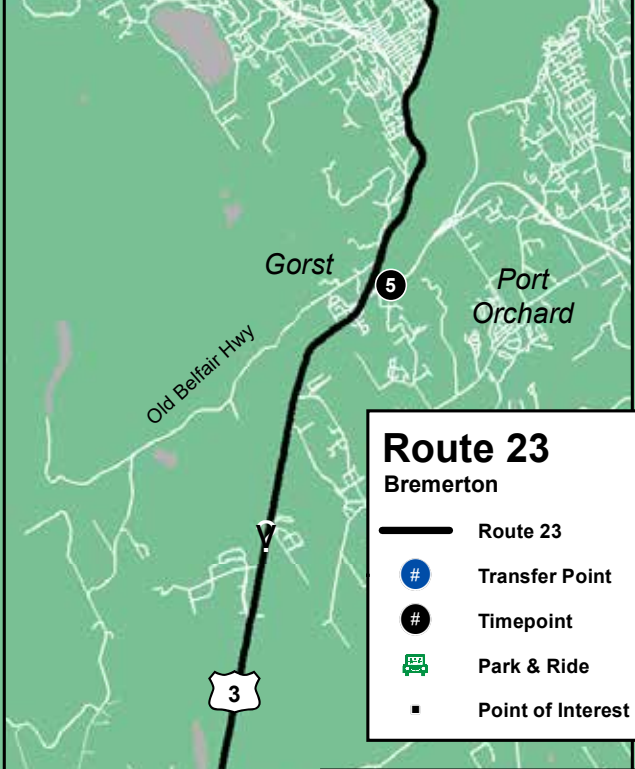 Gorst
5
Port
Orchard
Old Belfair Hwy
3
Route 23
Bremerton
Route 23
# Transfer Point
# Timepoint
Park & Ride
Point of Interest